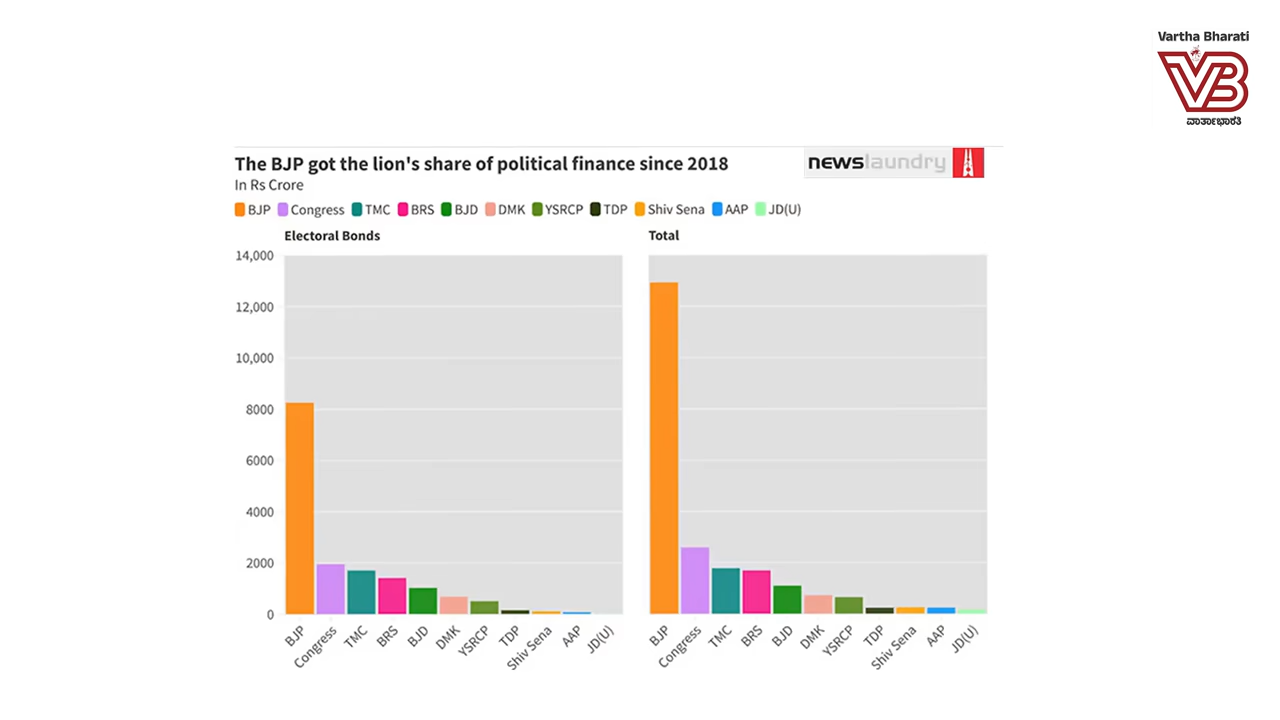 Vartha Bharati
VB
ವಾರ್ತಾಭಾರತಿ
The BJP got the lion's share of political finance since 2018
newslaundry
In Rs Crore
BJP Congress TMC BRS BJD DMK YSRCP TDP Shiv Sena AAP JD(U)
Electoral Bonds Total
14,000
12,000
10,000
8000
6000
4000
2000
0
BJP Congress TMC BRS BJD DMK YSRCP TDP Shiv Sena AAP JD(U)
BJP Congress TMC BRS BJD DMK YSRCP TDP Shiv Sena AAP JD(U)